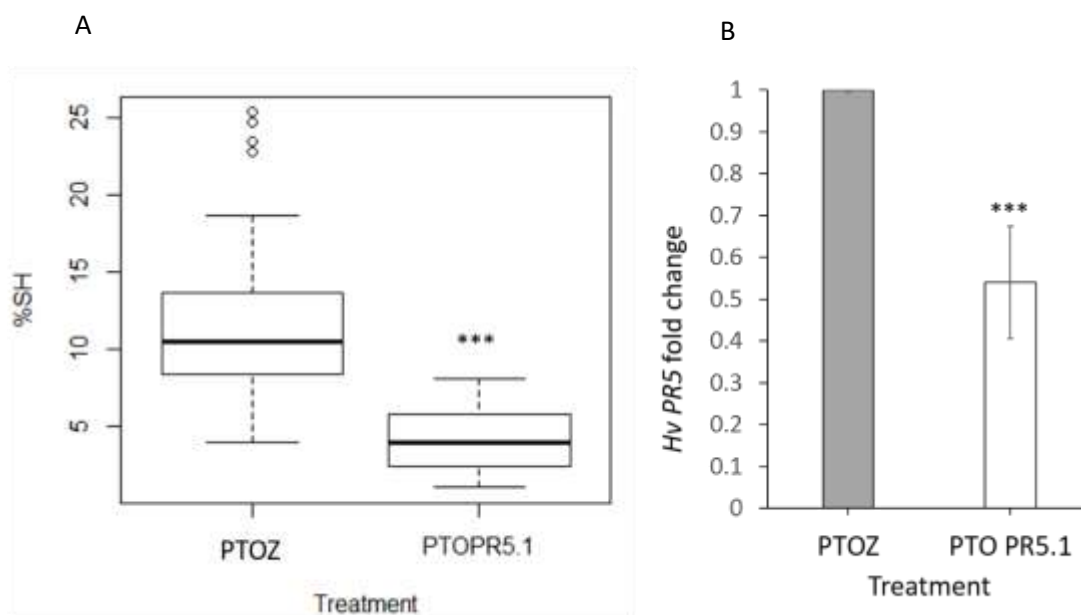 A
%SH
25
20
15
10
5
***
PTOZ
PTOPR5.1
Treatment
B
Hv PR5 fold change
1
0.9
0.8
0.7
0.6
0.5
0.4
0.3
0.2
0.1
0
***
PTOZ
PTO PR5.1
Treatment